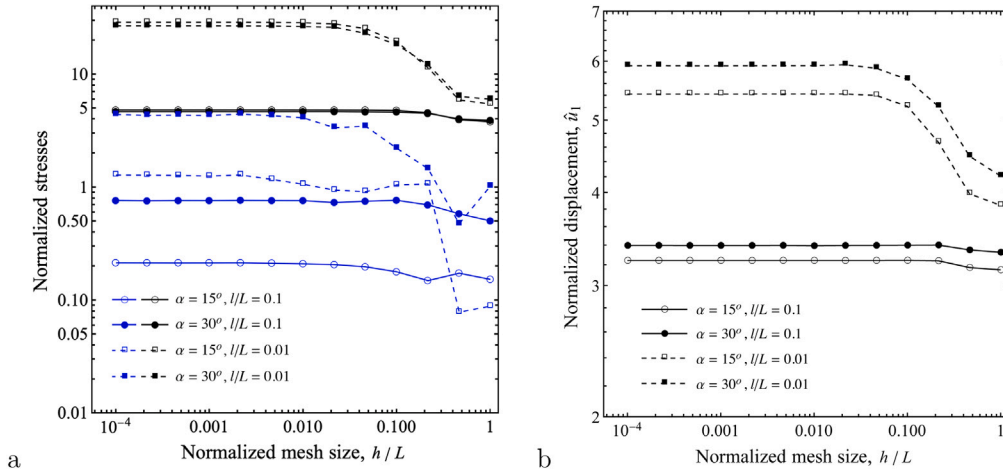 a
Normalized stresses
10
5
1
0.50
0.10
0.05
0.01
α = 15°, l/L = 0.1
α = 30°, l/L = 0.1
α = 15°, l/L = 0.01
α = 30°, l/L = 0.01
10⁻⁴ 0.001 0.010 0.100 1
Normalized mesh size, h / L
b
Normalized displacement, û₁
7
6
5
4
3
2
α = 15°, l/L = 0.1
α = 30°, l/L = 0.1
α = 15°, l/L = 0.01
α = 30°, l/L = 0.01
10⁻⁴ 0.001 0.010 0.100 1
Normalized mesh size, h / L